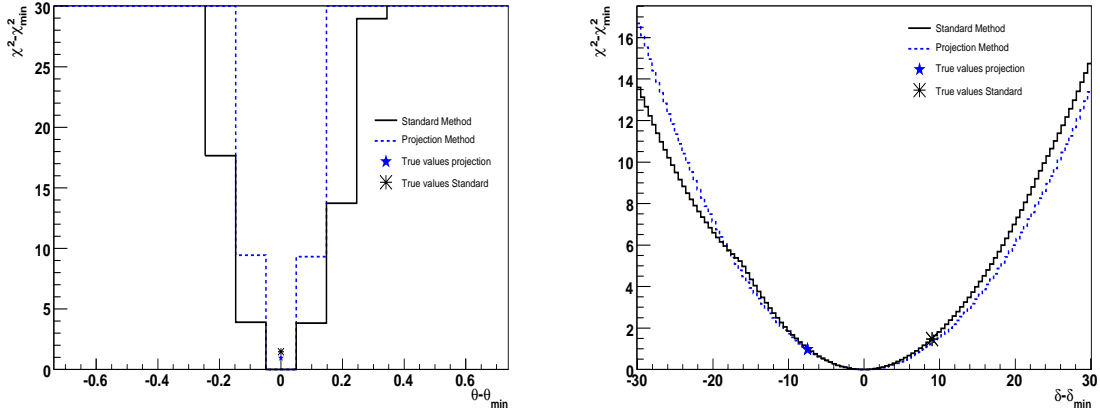 χ²-χ²min
30
25
20
15
10
5
0
-0.6
-0.4
-0.2
0
0.2
0.4
0.6
θ-θmin
Standard Method
Projection Method
True values projection
True values Standard
χ²-χ²min
16
14
12
10
8
6
4
2
0
-30
-20
-10
0
10
20
30
δ-δmin
Standard Method
Projection Method
True values projection
True values Standard